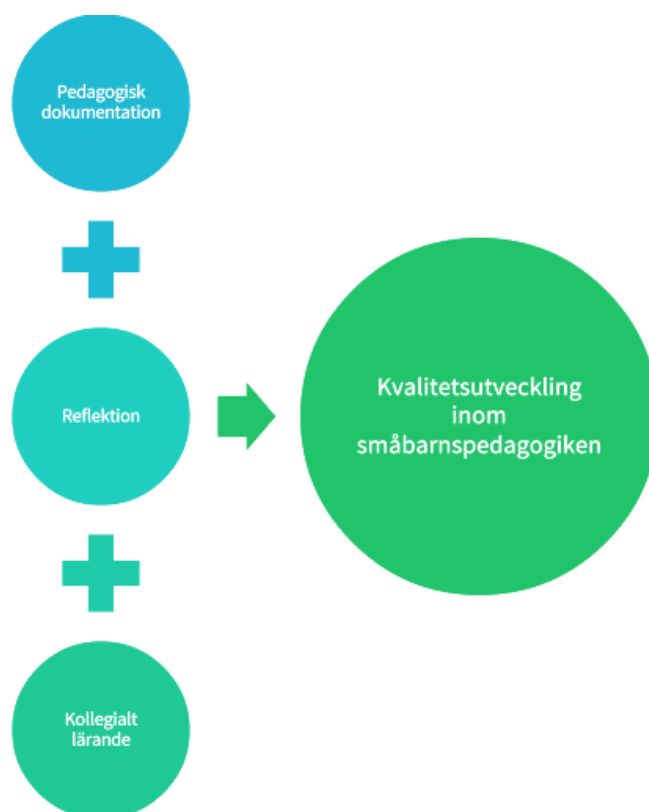 Pedagogisk
dokumentation
Reflektion
Kollegialt
lärande
Kvalitetsutveckling
inom
småbarnspedagogiken